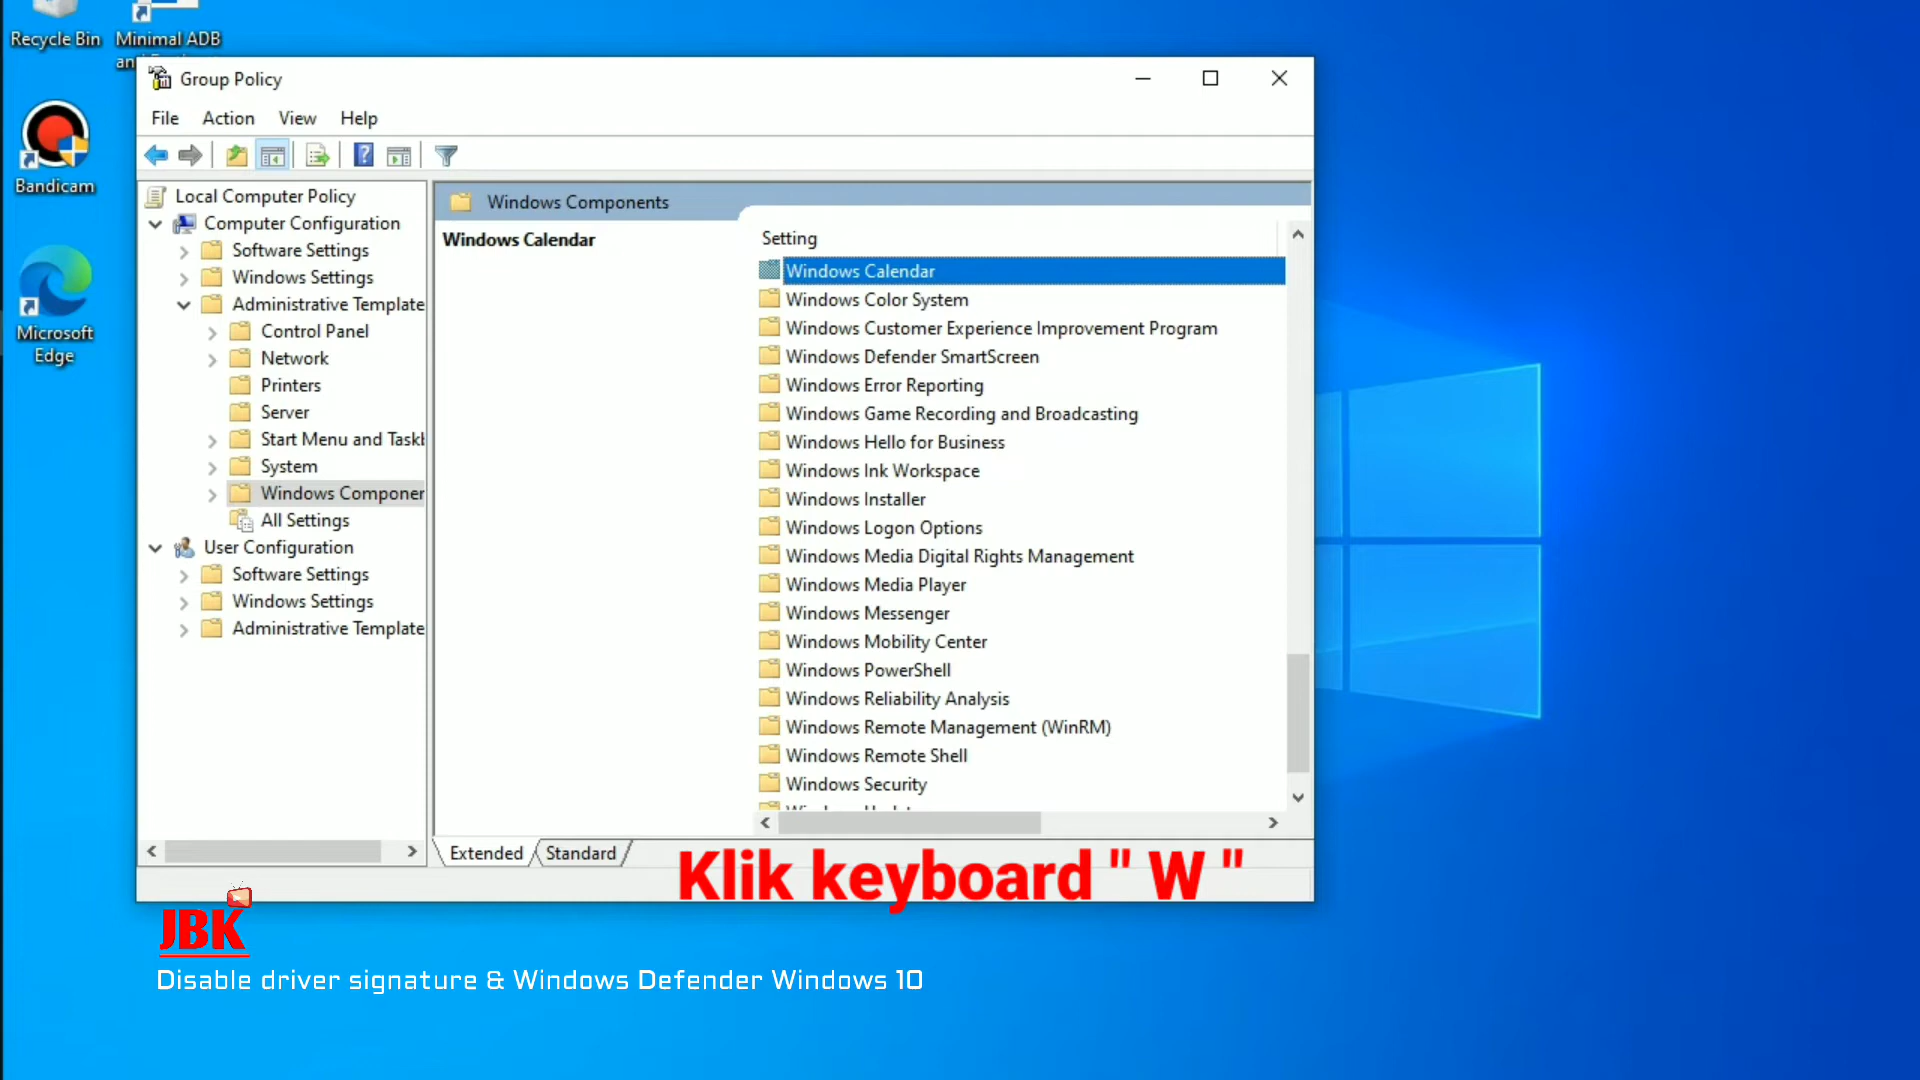 Recycle Bin
Minimal ADB
Bandicam
Microsoft
Edge
Group Policy
File Action View Help
Local Computer Policy
Computer Configuration
Software Settings
Windows Settings
Administrative Template
Control Panel
Network
Printers
Server
Start Menu and Taskb
System
Windows Componer
All Settings
User Configuration
Software Settings
Windows Settings
Administrative Template
Windows Components
Windows Calendar
Setting
Windows Calendar
Windows Color System
Windows Customer Experience Improvement Program
Windows Defender SmartScreen
Windows Error Reporting
Windows Game Recording and Broadcasting
Windows Hello for Business
Windows Ink Workspace
Windows Installer
Windows Logon Options
Windows Media Digital Rights Management
Windows Media Player
Windows Messenger
Windows Mobility Center
Windows PowerShell
Windows Reliability Analysis
Windows Remote Management (WinRM)
Windows Remote Shell
Windows Security
Extended Standard
Klik keyboard " W "
JBK
Disable driver signature & Windows Defender Windows 10